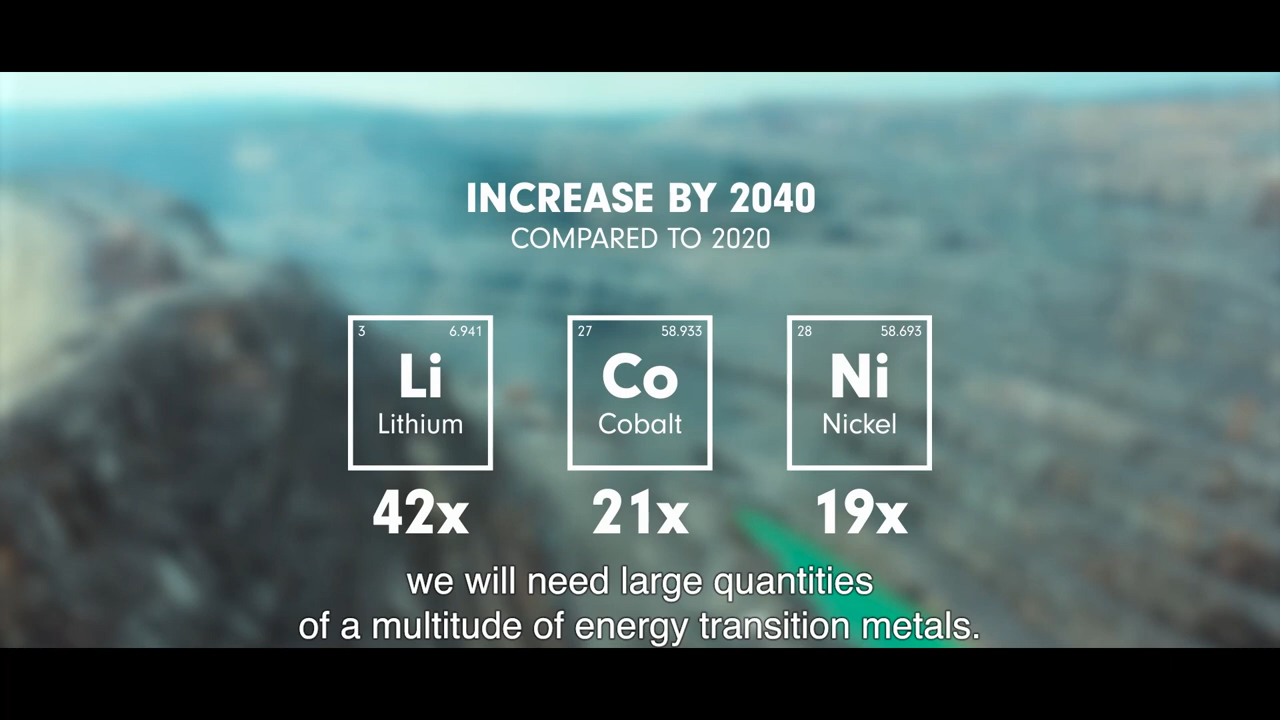 INCREASE BY 2040
COMPARED TO 2020
3 6.941 27 58.933 28 58.693
Li Co Ni
Lithium Cobalt Nickel
42x 21x 19x
we will need large quantities
of a multitude of energy transition metals.